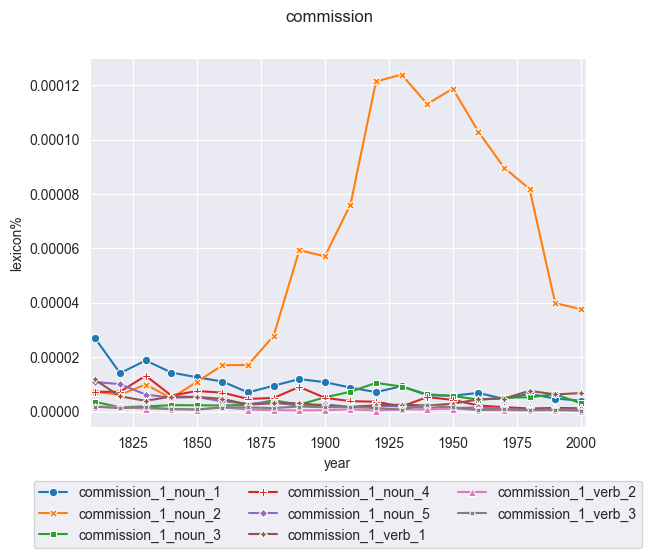 commission
0.00012
0.00010
0.00008
0.00006
0.00004
0.00002
0.00000
lexicon%
1825 1850 1875 1900 1925 1950 1975 2000
year
commission_1_noun_1 commission_1_noun_4 commission_1_verb_2
commission_1_noun_2 commission_1_noun_5 commission_1_verb_3
commission_1_noun_3 commission_1_verb_1